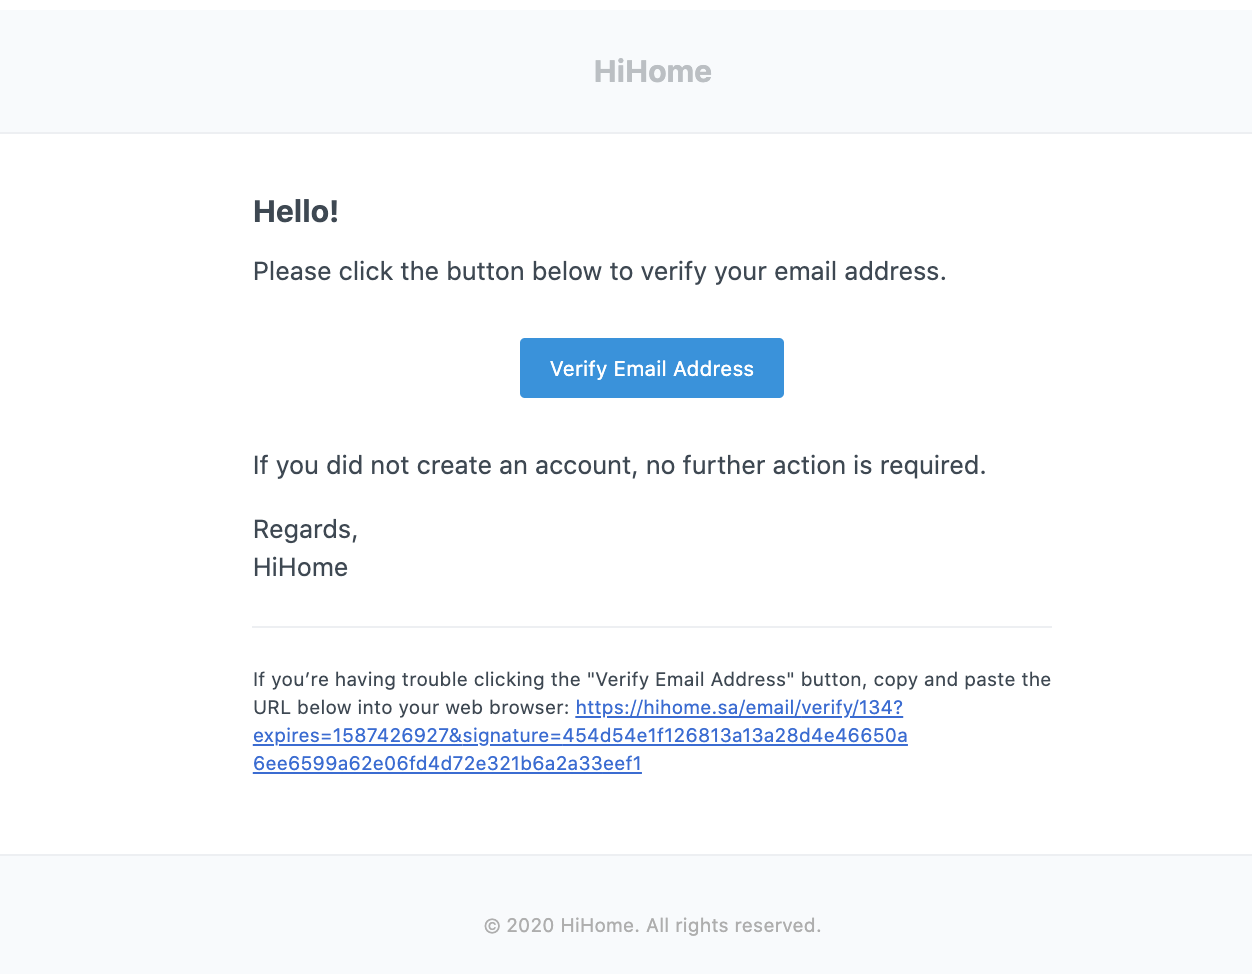 HiHome
Hello!
Please click the button below to verify your email address.
Verify Email Address
If you did not create an account, no further action is required.
Regards,
HiHome
If you’re having trouble clicking the "Verify Email Address" button, copy and paste the
URL below into your web browser: https://hihome.sa/email/verify/134?
expires=1587426927&signature=454d54e1f126813a13a28d4e46650a
6ee6599a62e06fd4d72e321b6a2a33eef1
© 2020 HiHome. All rights reserved.